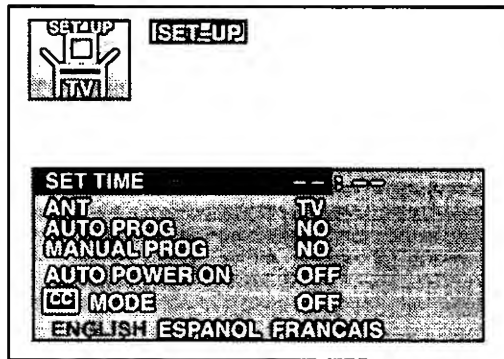 SET-UP
SET-UP
TV
SET TIME - - : - -
ANT TV
AUTO PROG NO
MANUAL PROG NO
AUTO POWER ON OFF
CC MODE OFF
ENGLISH ESPANOL FRANCAIS